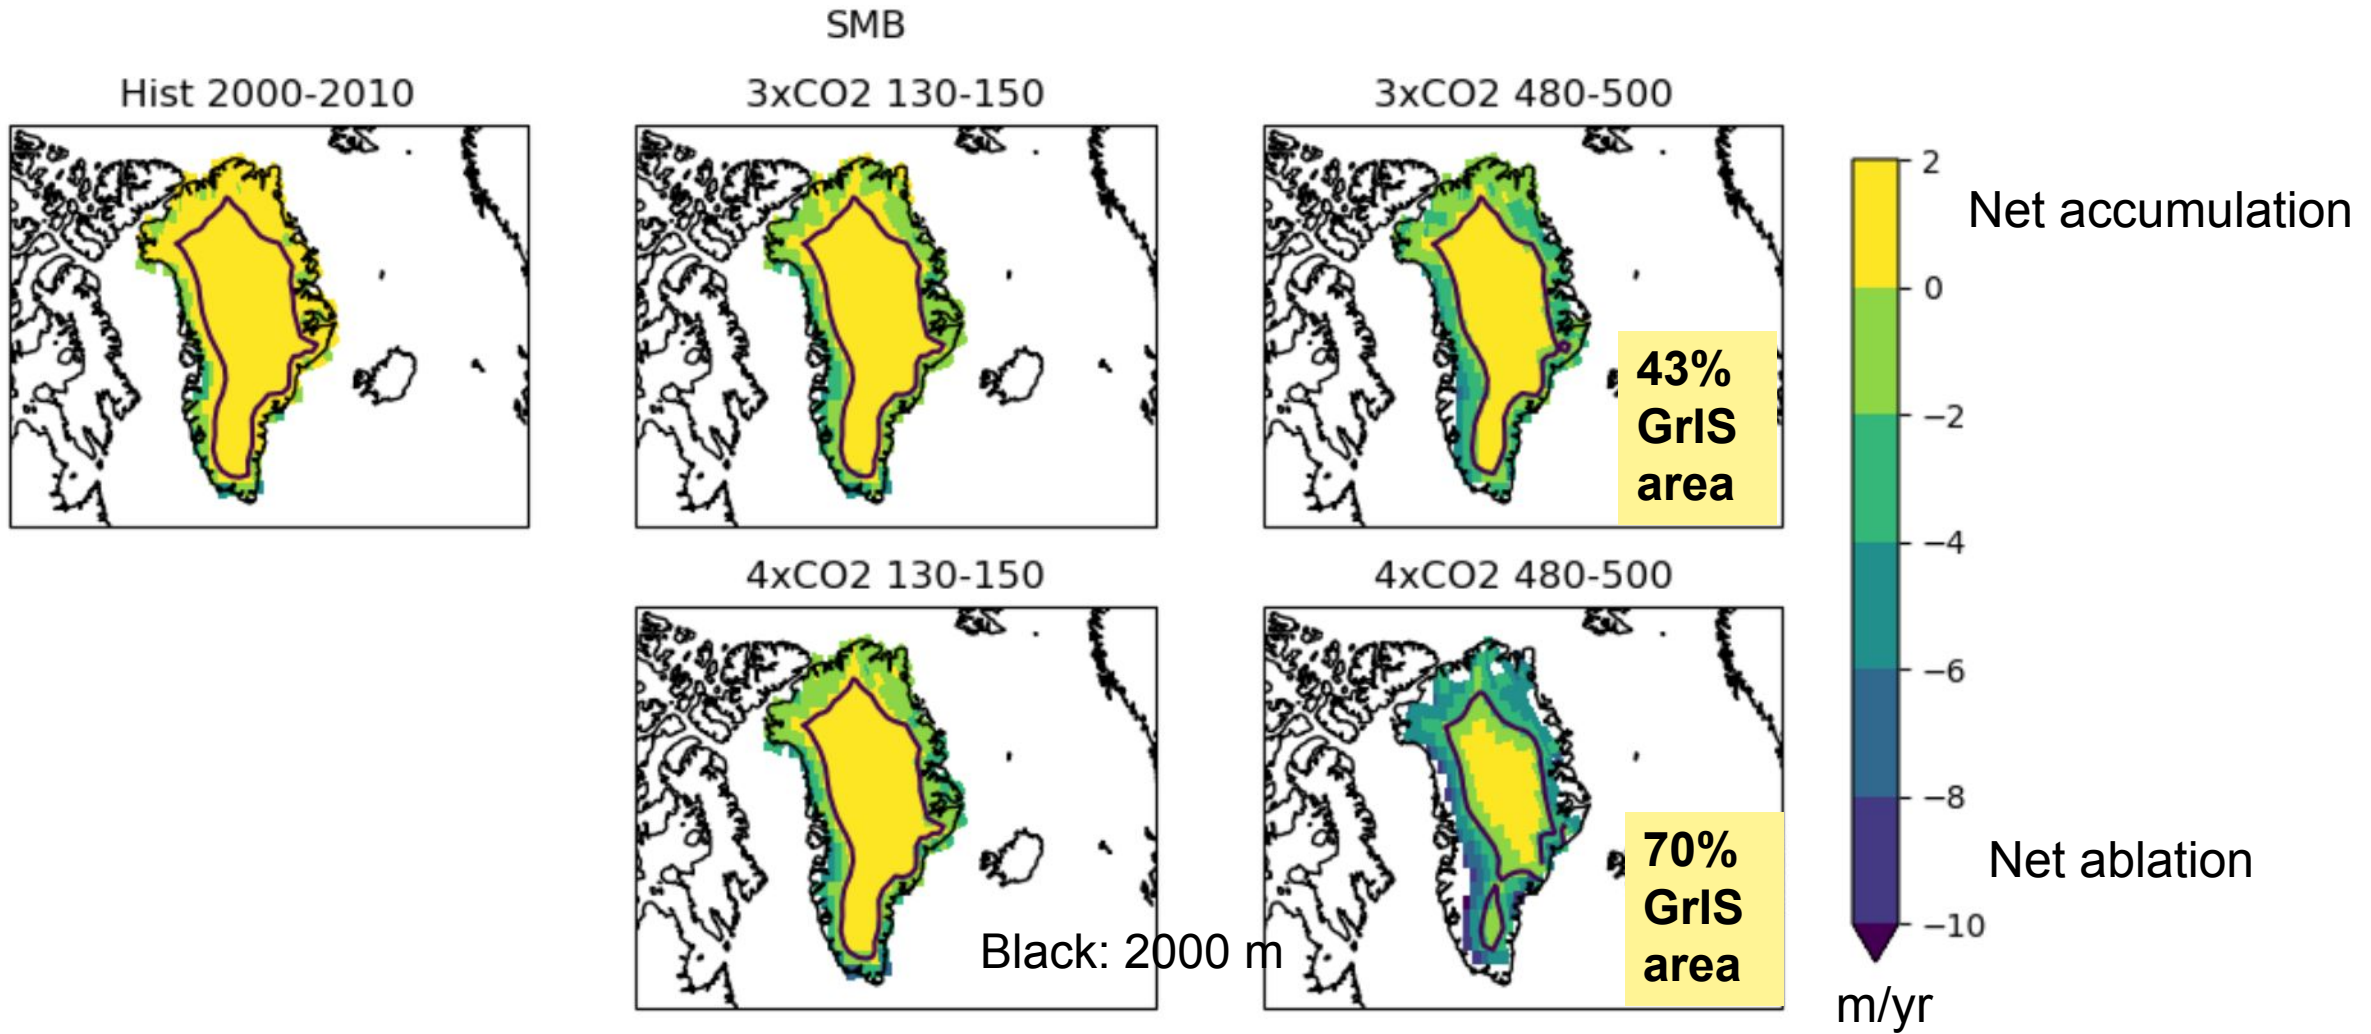 SMB
Hist 2000-2010
3xCO2 130-150
3xCO2 480-500
43%
GrIS
area
4xCO2 130-150
4xCO2 480-500
Black: 2000 m
70%
GrIS
area
2
0
−2
−4
−6
−8
−10
m/yr
Net accumulation
Net ablation